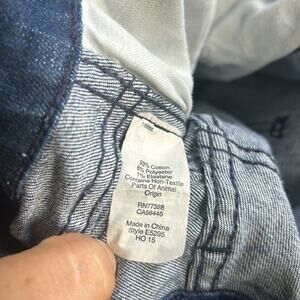 93% Cotton
6% Polyester
1% Elastane
Contains Non-Textile
Parts Of Animal
Origin
RN77388
CA56445
Made in China
Style E5295
HO 15